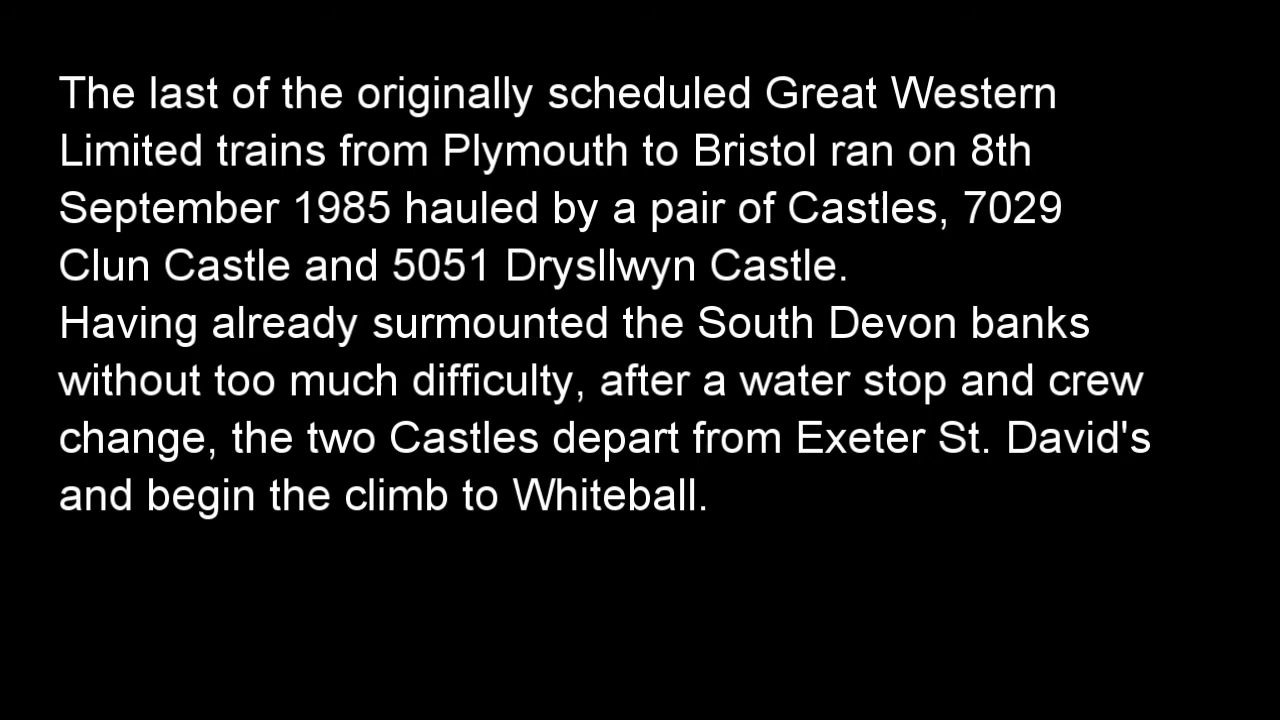 The last of the originally scheduled Great Western
Limited trains from Plymouth to Bristol ran on 8th
September 1985 hauled by a pair of Castles, 7029
Clun Castle and 5051 Drysllwyn Castle.
Having already surmounted the South Devon banks
without too much difficulty, after a water stop and crew
change, the two Castles depart from Exeter St. David's
and begin the climb to Whiteball.